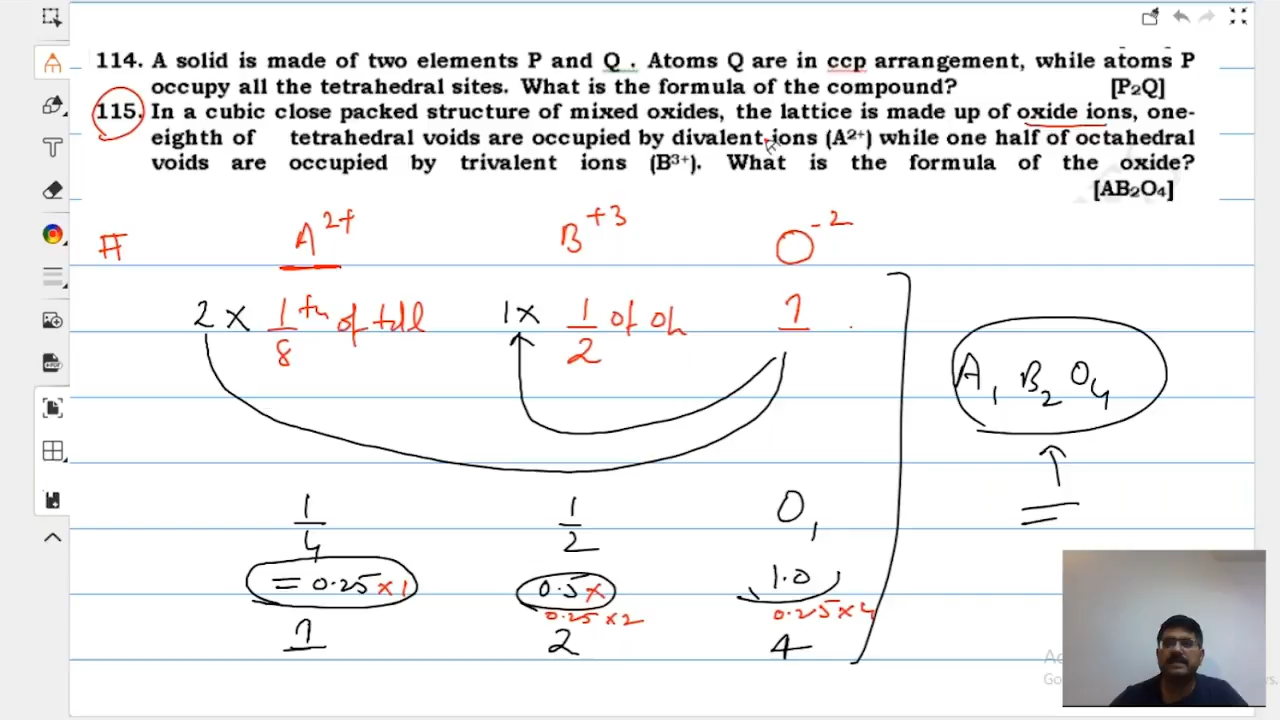 114. A solid is made of two elements P and Q . Atoms Q are in ccp arrangement, while atoms P
occupy all the tetrahedral sites. What is the formula of the compound? [P₂Q]
115. In a cubic close packed structure of mixed oxides, the lattice is made up of oxide ions, one-
eighth of tetrahedral voids are occupied by divalent ions (A²⁺) while one half of octahedral
voids are occupied by trivalent ions (B³⁺). What is the formula of the oxide?
[AB₂O₄]
# A²⁺ B⁺³ O⁻²
2 × 1/8 th of tdl 1 × 1/2 of oh 1
A₁ B₂ O₄
1/4 1/2 O₁
= 0.25 × 1 0.5 × 1.0
0.25 × 2 0.25 × 4
1 2 4